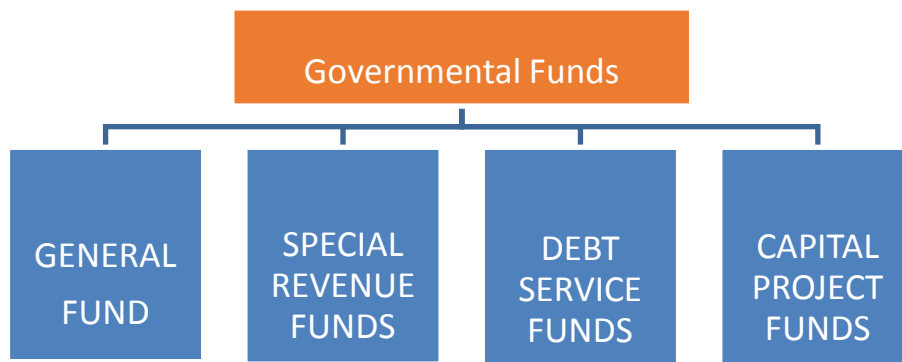 Governmental Funds
GENERAL
FUND
SPECIAL
REVENUE
FUNDS
DEBT
SERVICE
FUNDS
CAPITAL
PROJECT
FUNDS